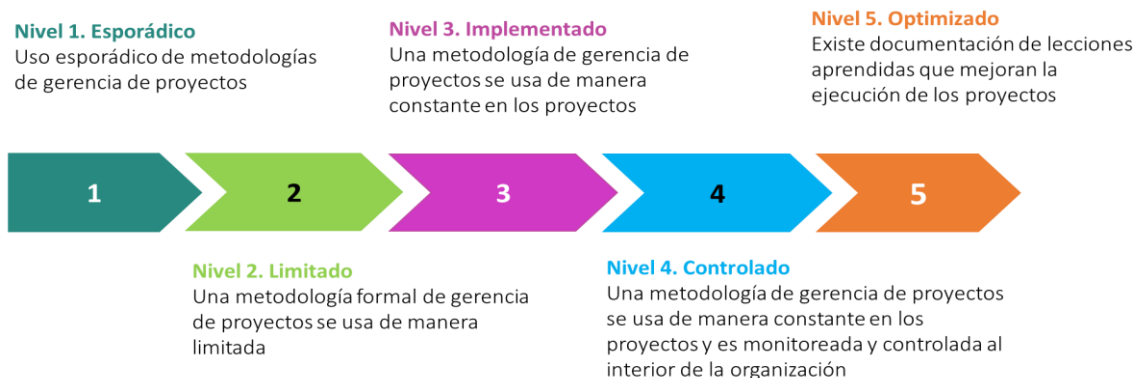 Nivel 1. Esporádico
Uso esporádico de metodologías
de gerencia de proyectos
Nivel 3. Implementado
Una metodología de gerencia de
proyectos se usa de manera
constante en los proyectos
Nivel 5. Optimizado
Existe documentación de lecciones
aprendidas que mejoran la
ejecución de los proyectos
1
2
3
4
5
Nivel 2. Limitado
Una metodología formal de gerencia
de proyectos se usa de manera
limitada
Nivel 4. Controlado
Una metodología de gerencia de proyectos
se usa de manera constante en los
proyectos y es monitoreada y controlada al
interior de la organización